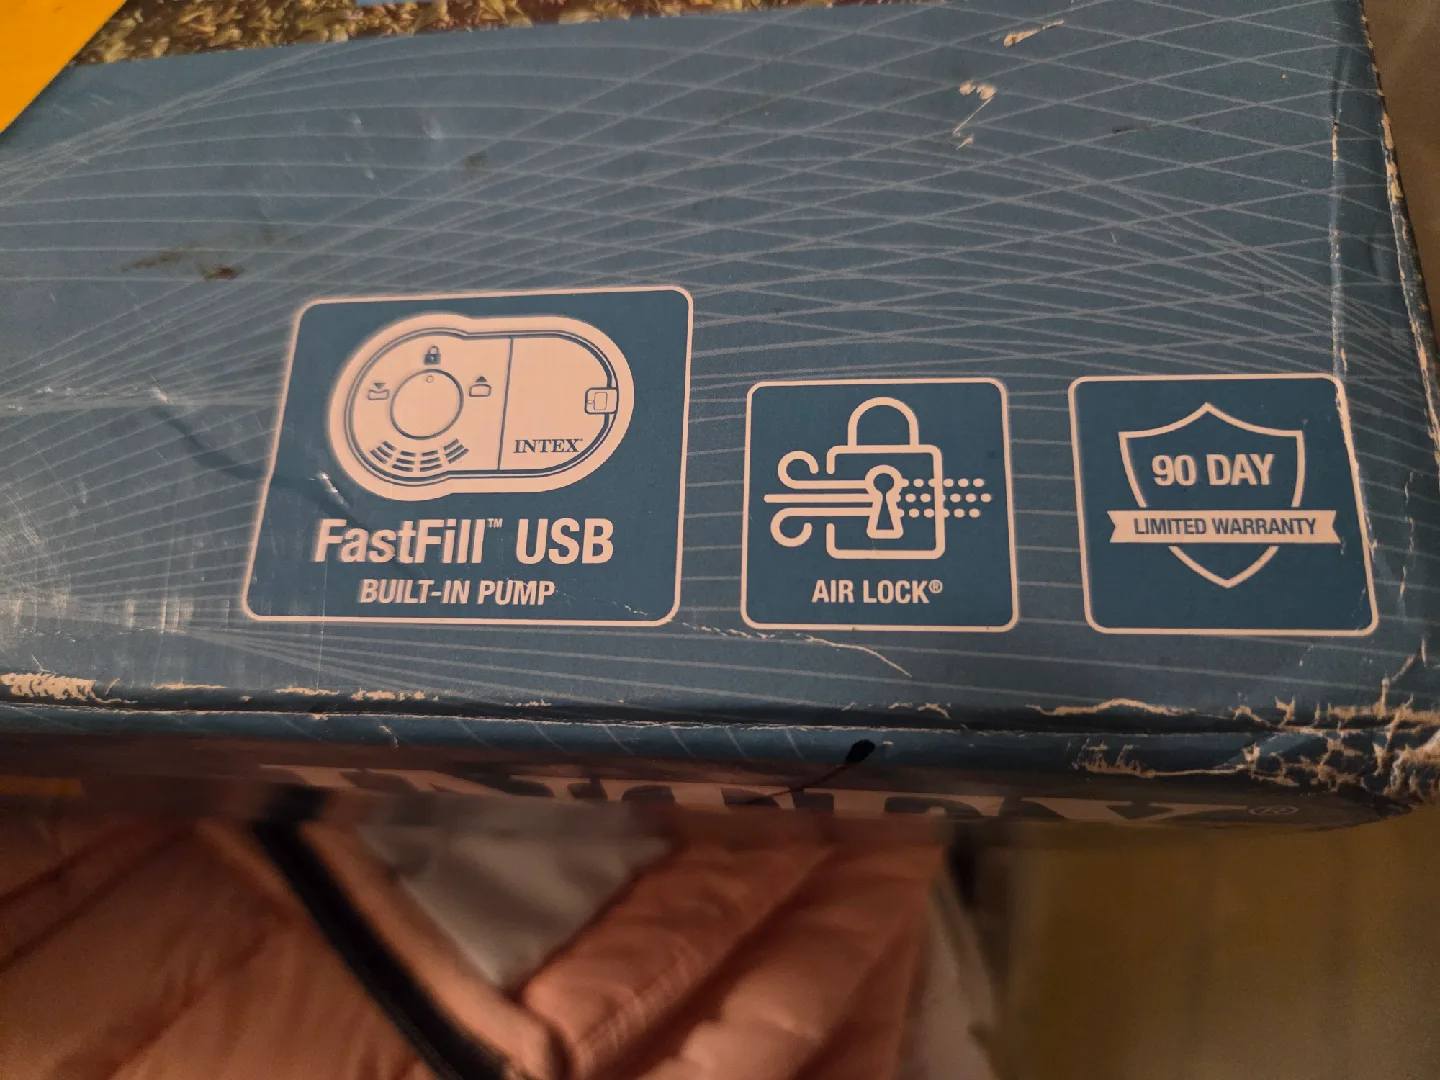 INTEX
FastFill™ USB
BUILT-IN PUMP
AIR LOCK®
90 DAY
LIMITED WARRANTY
®